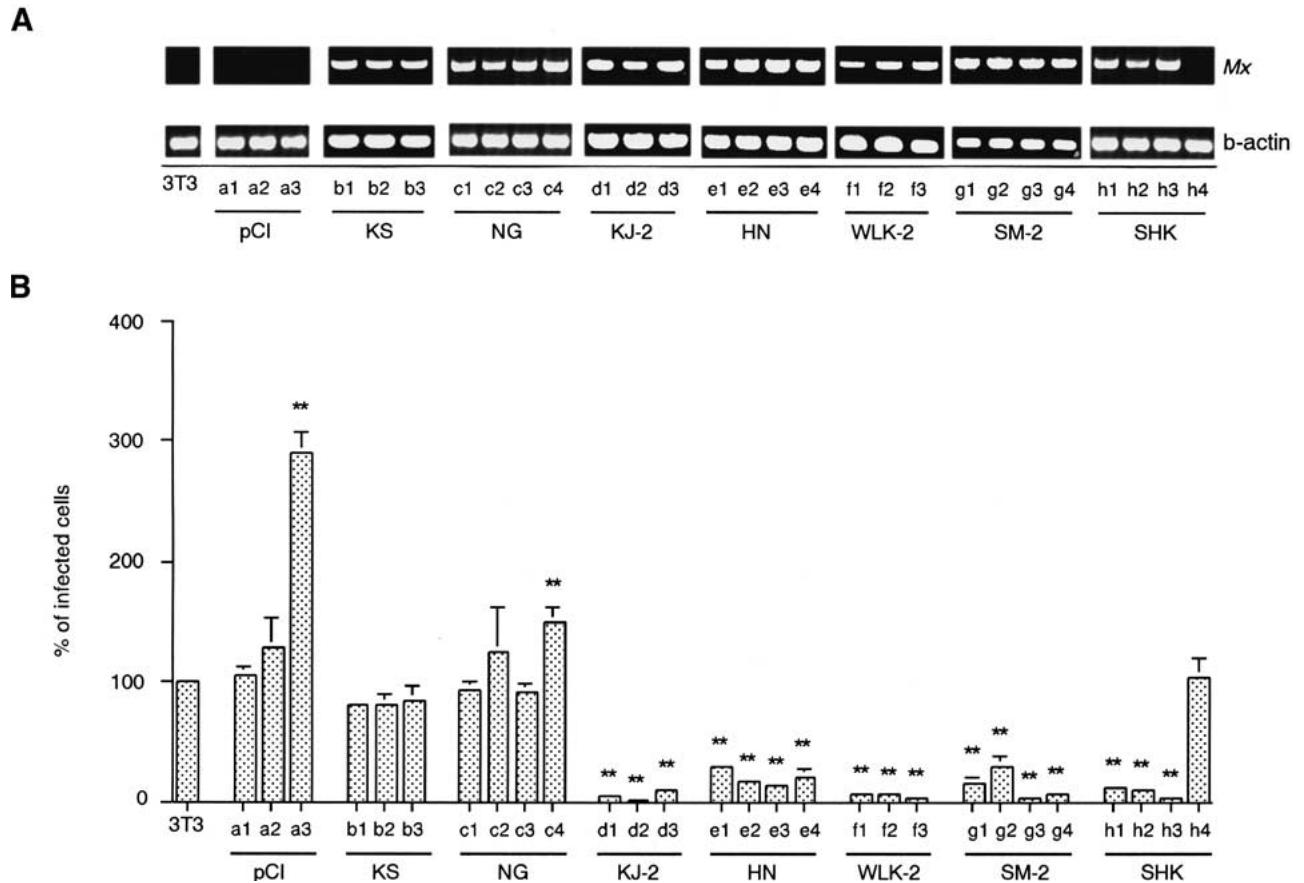 A
Mx
b-actin
3T3 a1 a2 a3 b1 b2 b3 c1 c2 c3 c4 d1 d2 d3 e1 e2 e3 e4 f1 f2 f3 g1 g2 g3 g4 h1 h2 h3 h4
pCI KS NG KJ-2 HN WLK-2 SM-2 SHK
B
% of infected cells
400
300
200
100
0
** ** ** ** ** ** ** ** ** ** ** ** ** ** ** ** ** ** **
3T3 a1 a2 a3 b1 b2 b3 c1 c2 c3 c4 d1 d2 d3 e1 e2 e3 e4 f1 f2 f3 g1 g2 g3 g4 h1 h2 h3 h4
pCI KS NG KJ-2 HN WLK-2 SM-2 SHK